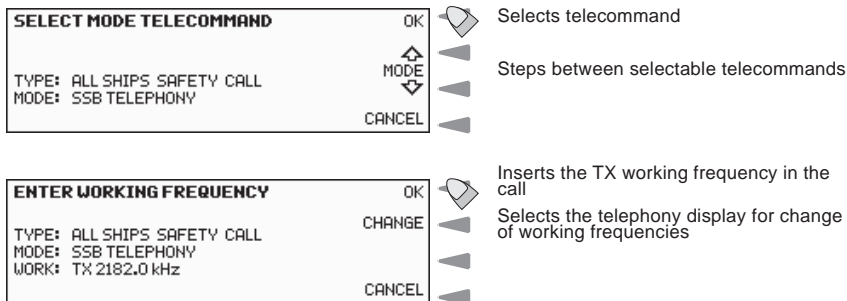 SELECT MODE TELECOMMAND OK
Selects telecommand
MODE
Steps between selectable telecommands
TYPE: ALL SHIPS SAFETY CALL
MODE: SSB TELEPHONY
CANCEL
ENTER WORKING FREQUENCY OK
Inserts the TX working frequency in the
call
CHANGE
Selects the telephony display for change
of working frequencies
TYPE: ALL SHIPS SAFETY CALL
MODE: SSB TELEPHONY
WORK: TX 2182.0 kHz
CANCEL